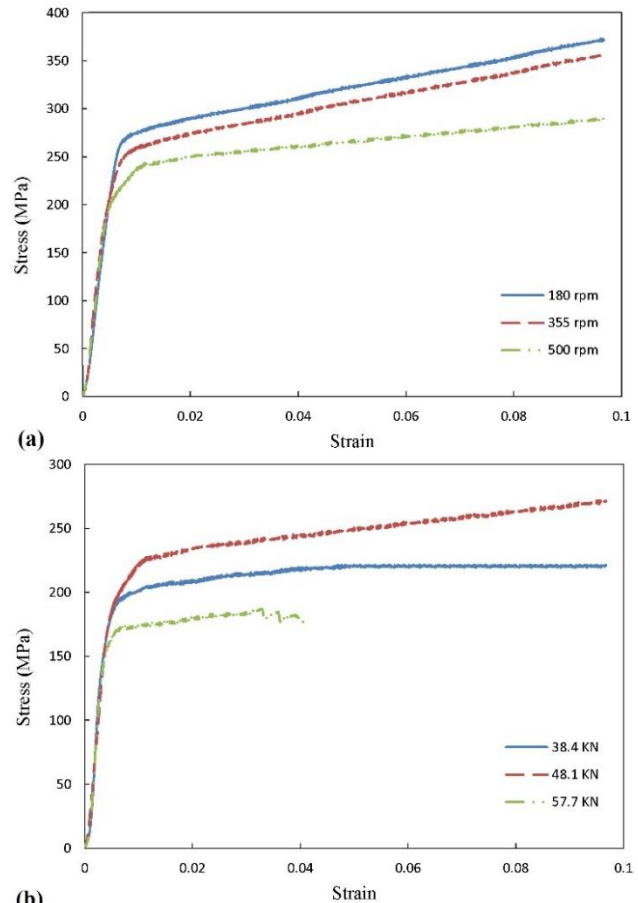 400
350
300
250
200
150
100
50
0
Stress (MPa)
180 rpm
355 rpm
500 rpm
0 0.02 0.04 0.06 0.08 0.1
Strain
(a)
300
250
200
150
100
50
0
Stress (MPa)
38.4 KN
48.1 KN
57.7 KN
0 0.02 0.04 0.06 0.08 0.1
Strain
(b)